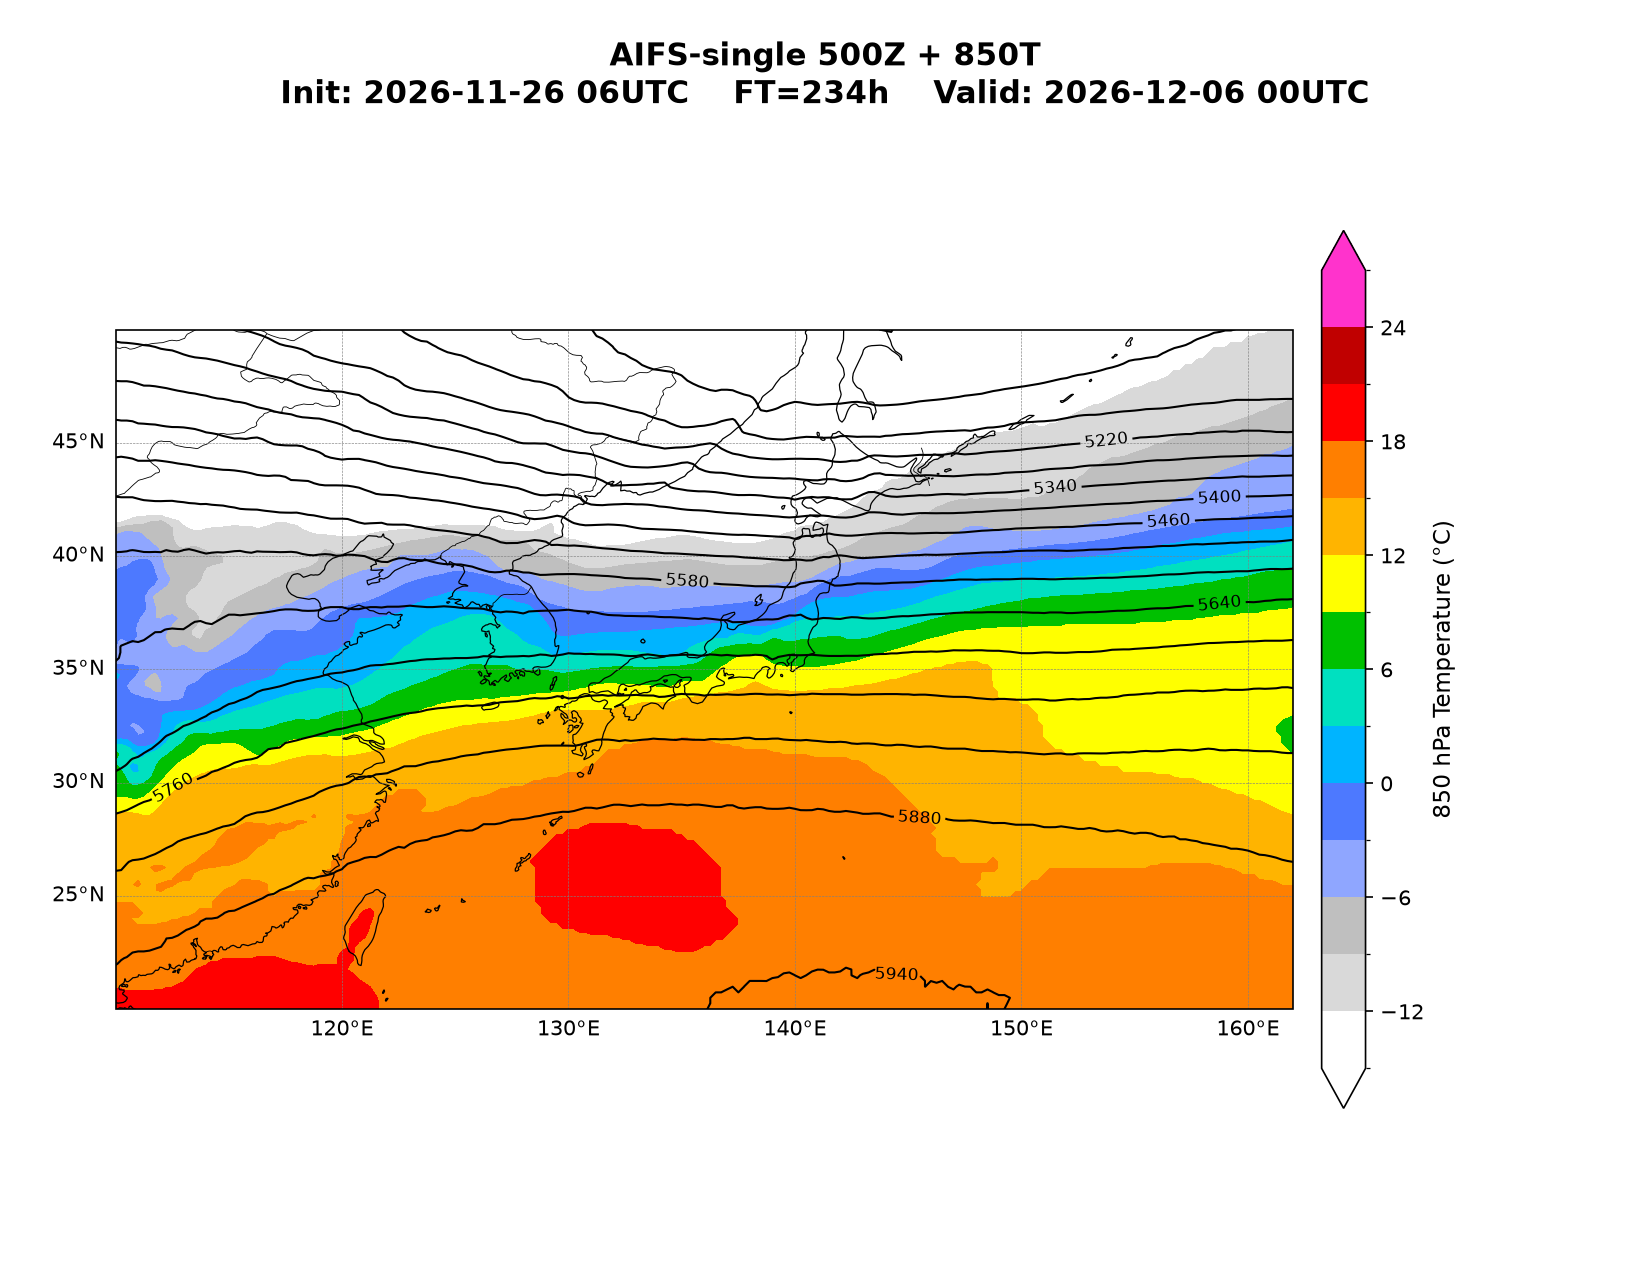 AIFS-single 500Z + 850T
Init: 2026-11-26 06UTC    FT=234h    Valid: 2026-12-06 00UTC
24
18
12
6
0
−6
−12
850 hPa Temperature (°C)
45°N
40°N
35°N
30°N
25°N
5220
5340
5400
5460
5580
5640
5760
5880
5940
120°E
130°E
140°E
150°E
160°E